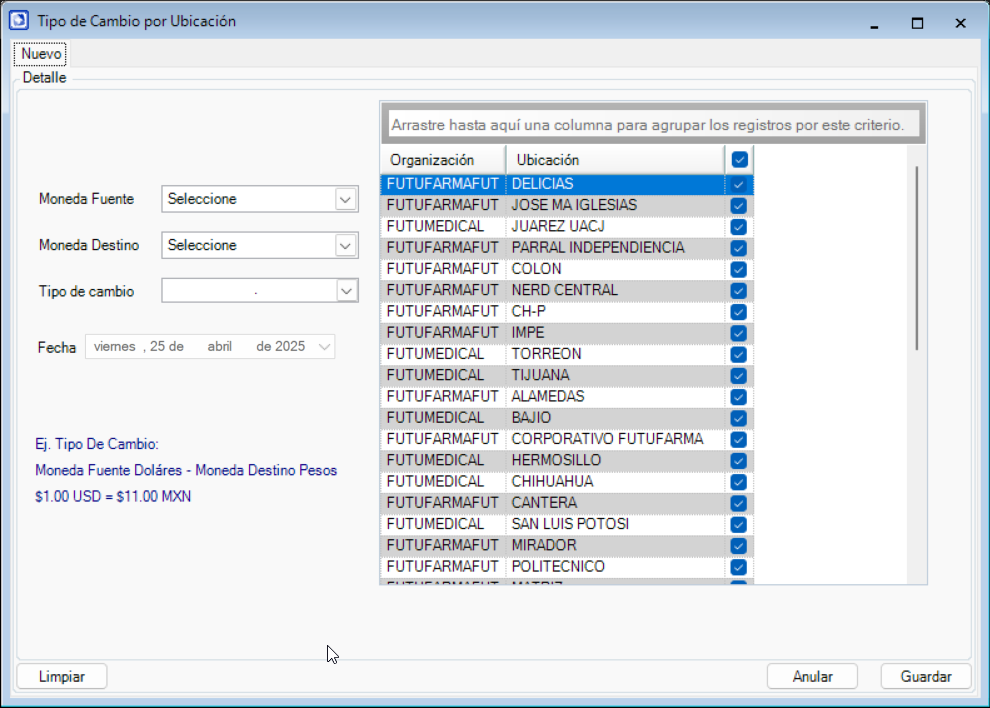 Tipo de Cambio por Ubicación
Nuevo
Detalle
Moneda Fuente Seleccione
Moneda Destino Seleccione
Tipo de cambio .
Fecha viernes , 25 de abril de 2025
Ej. Tipo De Cambio:
Moneda Fuente Doláres - Moneda Destino Pesos
$1.00 USD = $11.00 MXN
Arrastre hasta aquí una columna para agrupar los registros por este criterio.
Organización Ubicación
FUTUFARMAFUT DELICIAS
FUTUFARMAFUT JOSE MA IGLESIAS
FUTUMEDICAL JUAREZ UACJ
FUTUFARMAFUT PARRAL INDEPENDIENCIA
FUTUFARMAFUT COLON
FUTUFARMAFUT NERD CENTRAL
FUTUFARMAFUT CH-P
FUTUFARMAFUT IMPE
FUTUMEDICAL TORREON
FUTUMEDICAL TIJUANA
FUTUFARMAFUT ALAMEDAS
FUTUMEDICAL BAJIO
FUTUFARMAFUT CORPORATIVO FUTUFARMA
FUTUMEDICAL HERMOSILLO
FUTUMEDICAL CHIHUAHUA
FUTUFARMAFUT CANTERA
FUTUMEDICAL SAN LUIS POTOSI
FUTUFARMAFUT MIRADOR
FUTUFARMAFUT POLITECNICO
FUTUFARMAFUT MATRIZ
Limpiar Anular Guardar